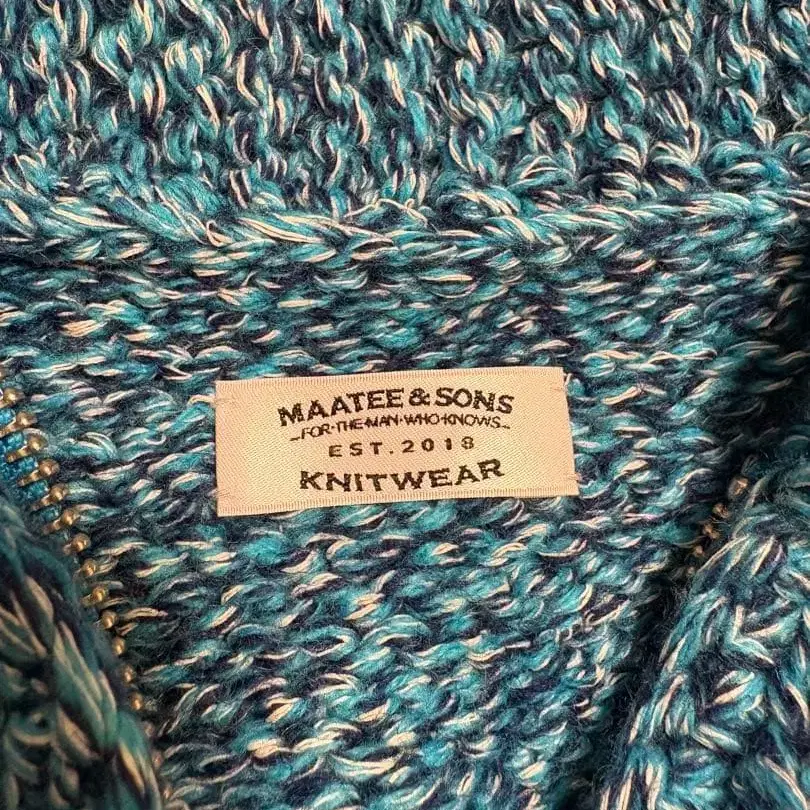 MAATEE & SONS
-FOR·THE·MAN·WHO·KNOWS-
EST. 2018
KNITWEAR